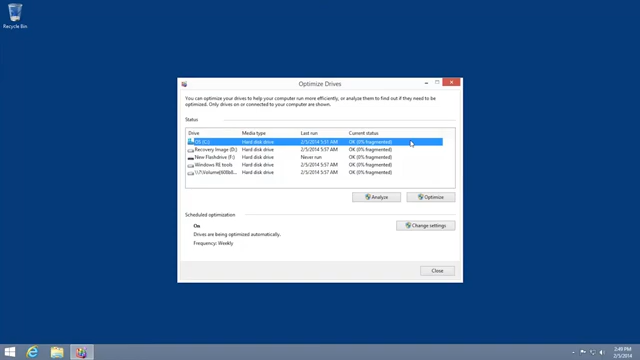 Recycle Bin
Optimize Drives
You can optimize your drives to help your computer run more efficiently, or analyze them to find out if they need to be
optimized. Only drives on or connected to your computer are shown.
Status
Drive Media type Last run Current status
OS (C:) Hard disk drive 2/5/2014 5:51 AM OK (0% fragmented)
Recovery Image (D:) Hard disk drive 2/5/2014 5:57 AM OK (0% fragmented)
New Flashdrive (F:) Hard disk drive Never run OK (0% fragmented)
Windows RE tools Hard disk drive 2/5/2014 5:57 AM OK (0% fragmented)
Hard disk drive 2/5/2014 5:57 AM OK (0% fragmented)
Analyze Optimize
Scheduled optimization
On Change settings
Drives are being optimized automatically.
Frequency: Weekly
Close
2:49 PM
2/5/2014